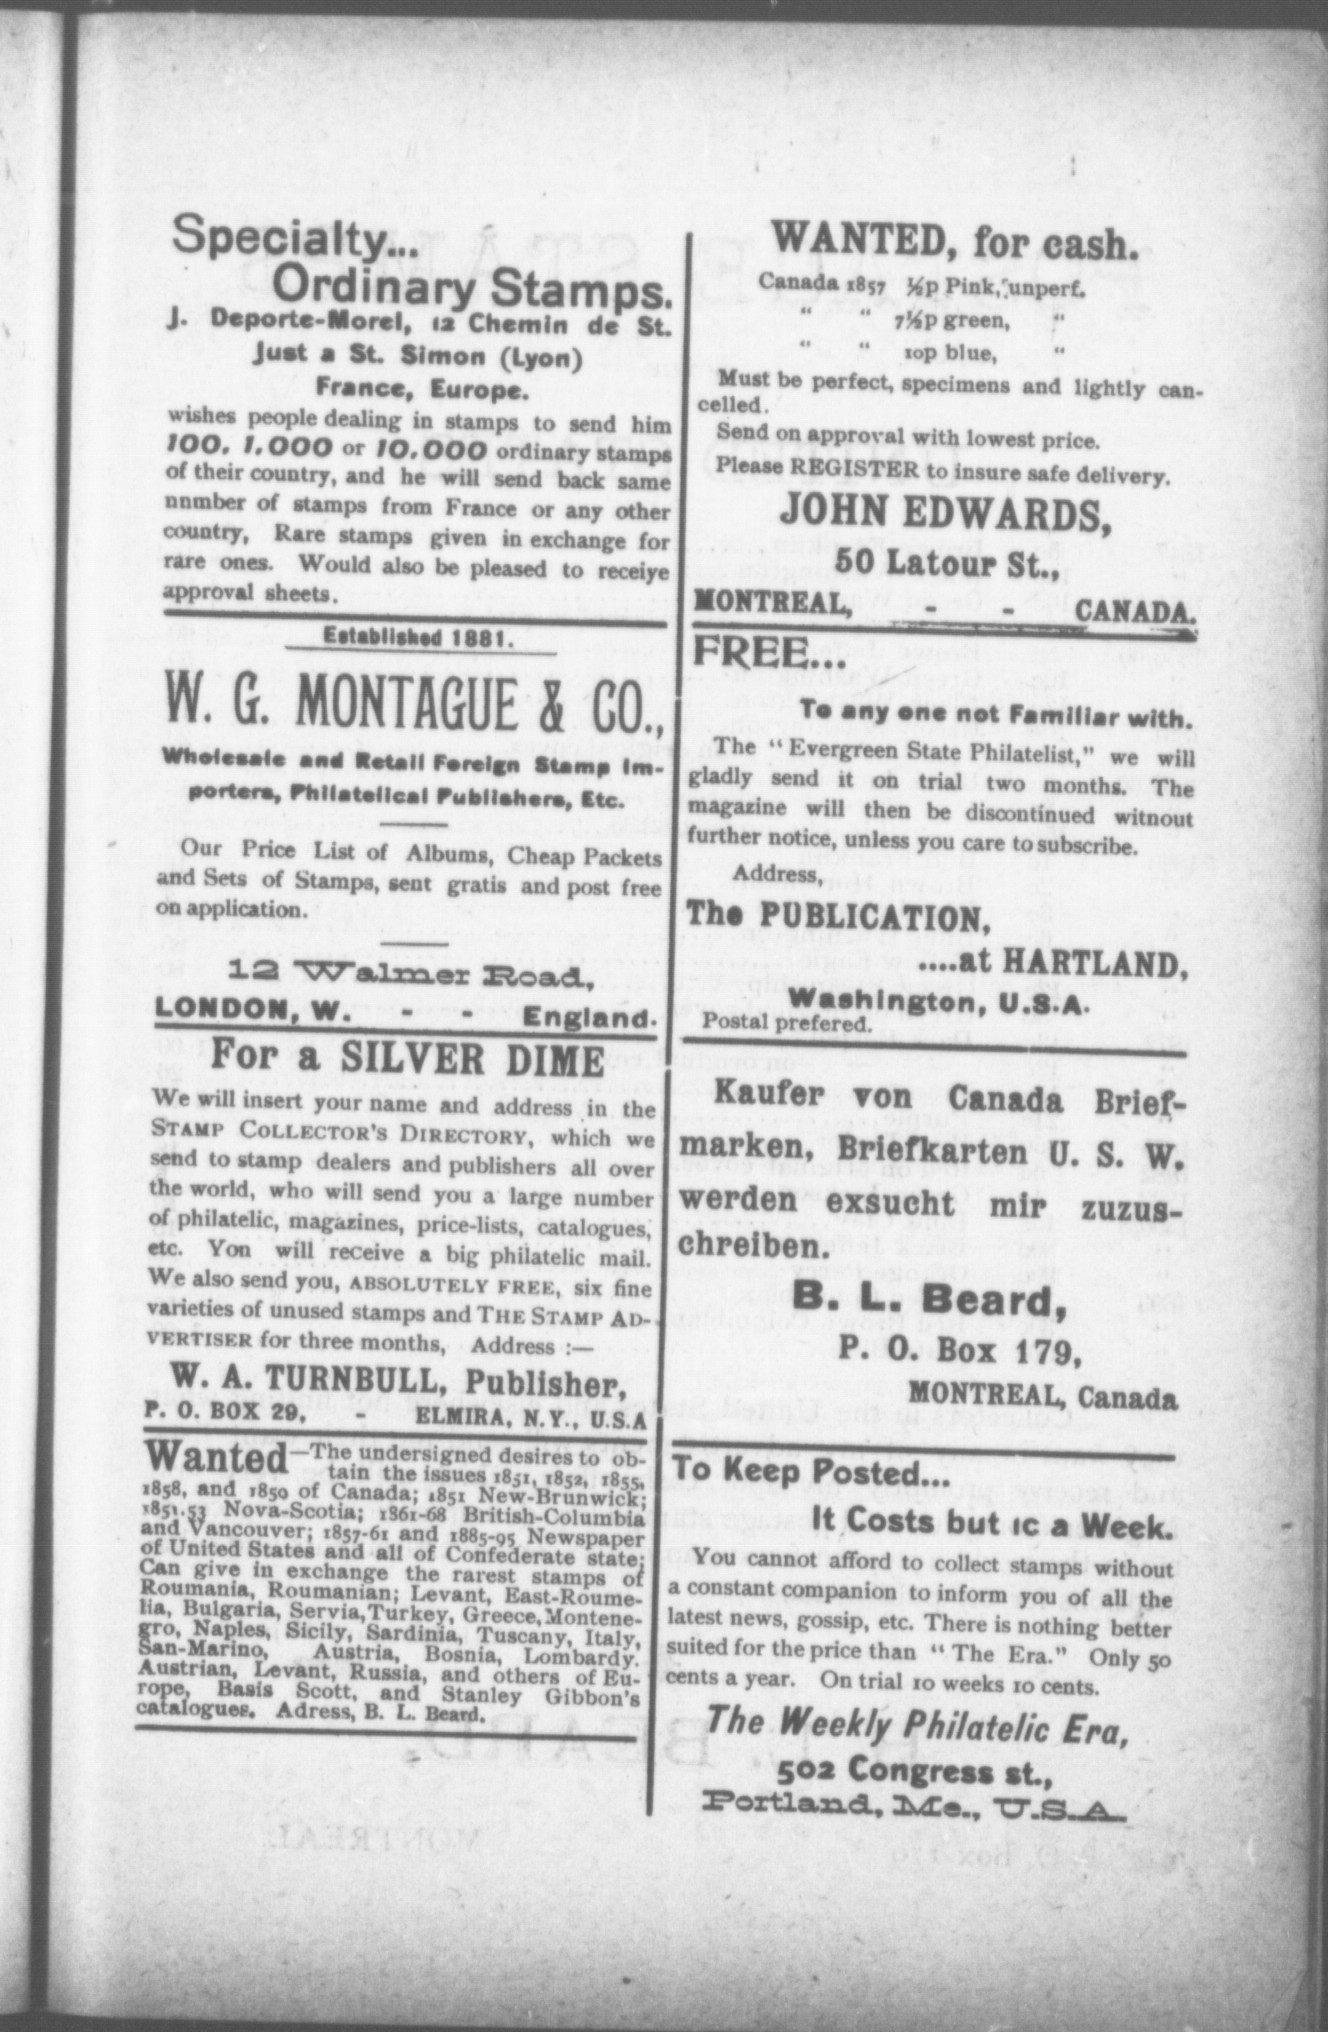 Specialty...
Ordinary Stamps.
J. Deporte-Morel, 12 Chemin de St.
Just a St. Simon (Lyon)
France, Europe.
wishes people dealing in stamps to send him
100, 1,000 or 10,000 ordinary stamps
of their country, and he will send back same
nnmber of stamps from France or any other
country, Rare stamps given in exchange for
rare ones. Would also be pleased to receiye
approval sheets.
Established 1881.
W. G. MONTAGUE & CO.,
Wholesale and Retail Foreign Stamp Im-
porters, Philatelical Publishers, Etc.
Our Price List of Albums, Cheap Packets
and Sets of Stamps, sent gratis and post free
on application.
12 Walmer Road,
LONDON, W. - - England.
For a SILVER DIME
We will insert your name and address in the
STAMP COLLECTOR'S DIRECTORY, which we
send to stamp dealers and publishers all over
the world, who will send you a large number
of philatelic, magazines, price-lists, catalogues,
etc. Yon will receive a big philatelic mail.
We also send you, ABSOLUTELY FREE, six fine
varieties of unused stamps and THE STAMP AD-
VERTISER for three months, Address :—
W. A. TURNBULL, Publisher,
P. O. BOX 29, - ELMIRA, N.Y., U.S.A
Wanted—The undersigned desires to ob-
tain the issues 1851, 1852, 1855,
1858, and 1850 of Canada; 1851 New-Brunwick;
1851.53 Nova-Scotia; 1861-68 British-Columbia
and Vancouver; 1857-61 and 1885-95 Newspaper
of United States and all of Confederate state;
Can give in exchange the rarest stamps of
Roumania, Roumanian; Levant, East-Roume-
lia, Bulgaria, Servia, Turkey, Greece, Montene-
gro, Naples, Sicily, Sardinia, Tuscany, Italy,
San-Marino, Austria, Bosnia, Lombardy.
Austrian, Levant, Russia, and others of Eu-
rope, Basis Scott, and Stanley Gibbon's
catalogues. Adress, B. L. Beard.
WANTED, for cash.
Canada 1857 ½p Pink, unperf.
" " 7½p green, "
" " 10p blue, "
Must be perfect, specimens and lightly can-
celled.
Send on approval with lowest price.
Please REGISTER to insure safe delivery.
JOHN EDWARDS,
50 Latour St.,
MONTREAL, - - CANADA.
FREE...
To any one not Familiar with.
The "Evergreen State Philatelist," we will
gladly send it on trial two months. The
magazine will then be discontinued witnout
further notice, unless you care to subscribe.
Address,
The PUBLICATION,
....at HARTLAND,
Washington, U.S.A.
Postal prefered.
Kaufer von Canada Brief-
marken, Briefkarten U. S. W.
werden exsucht mir zuzus-
chreiben.
B. L. Beard,
P. O. Box 179,
MONTREAL, Canada
To Keep Posted...
It Costs but 1c a Week.
You cannot afford to collect stamps without
a constant companion to inform you of all the
latest news, gossip, etc. There is nothing better
suited for the price than "The Era." Only 50
cents a year. On trial 10 weeks 10 cents.
The Weekly Philatelic Era,
502 Congress st.,
Portland, Me., U.S.A.